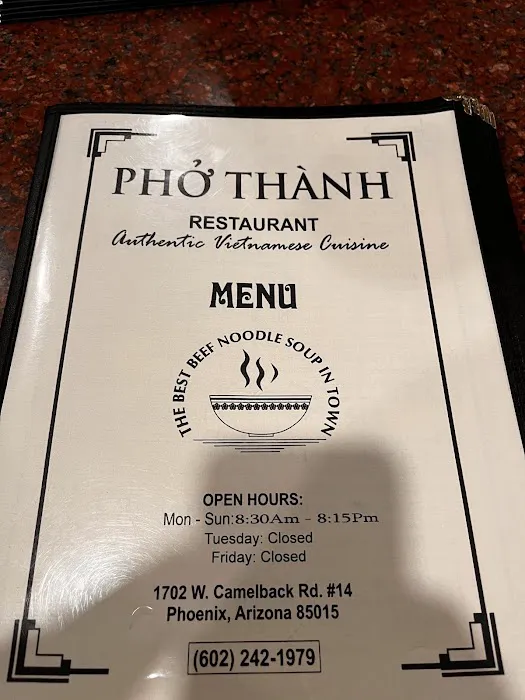 PHỞ THÀNH
RESTAURANT
Authentic Vietnamese Cuisine
MENU
THE BEST BEEF NOODLE SOUP IN TOWN
OPEN HOURS:
Mon - Sun:8:30Am - 8:15Pm
Tuesday: Closed
Friday: Closed
1702 W. Camelback Rd. #14
Phoenix, Arizona 85015
(602) 242-1979